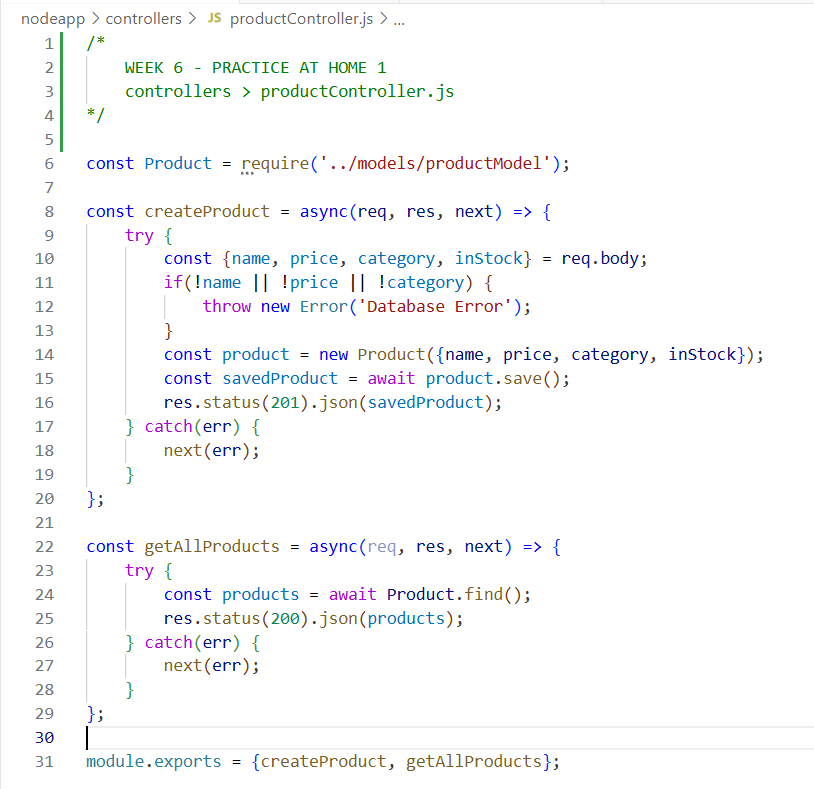 nodeapp > controllers > JS productController.js > ...
1 /*
2     WEEK 6 - PRACTICE AT HOME 1
3     controllers > productController.js
4 */
5
6 const Product = require('../models/productModel');
7
8 const createProduct = async(req, res, next) => {
9     try {
10         const {name, price, category, inStock} = req.body;
11         if(!name || !price || !category) {
12             throw new Error('Database Error');
13         }
14         const product = new Product({name, price, category, inStock});
15         const savedProduct = await product.save();
16         res.status(201).json(savedProduct);
17     } catch(err) {
18         next(err);
19     }
20 };
21
22 const getAllProducts = async(req, res, next) => {
23     try {
24         const products = await Product.find();
25         res.status(200).json(products);
26     } catch(err) {
27         next(err);
28     }
29 };
30
31 module.exports = {createProduct, getAllProducts};